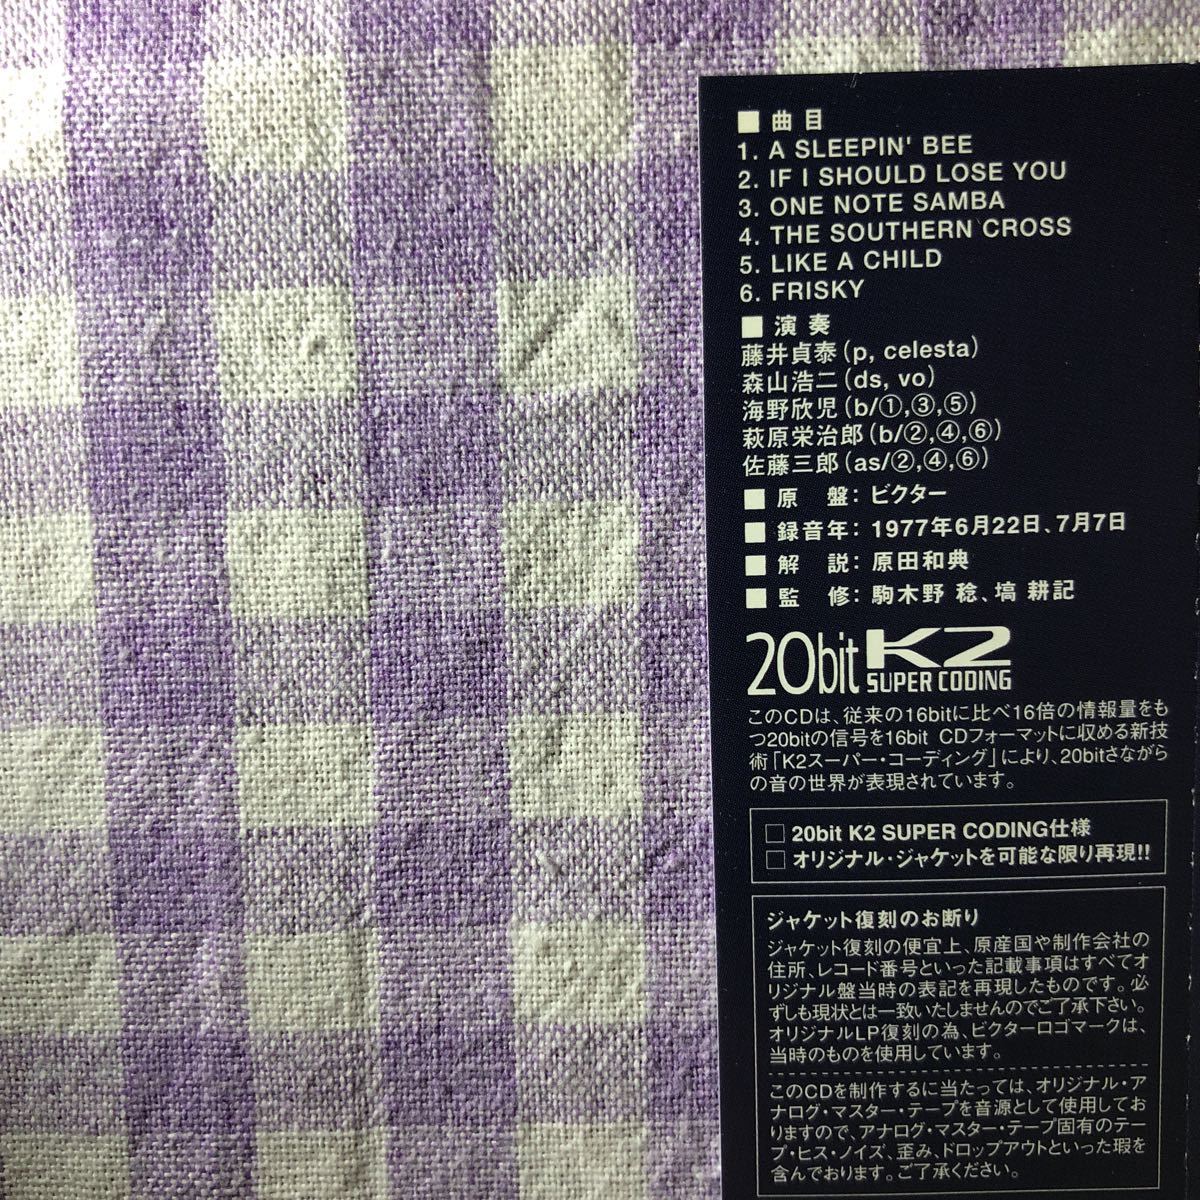 ■ 曲 目
1. A SLEEPIN' BEE
2. IF I SHOULD LOSE YOU
3. ONE NOTE SAMBA
4. THE SOUTHERN CROSS
5. LIKE A CHILD
6. FRISKY
■ 演 奏
藤井貞泰(p, celesta)
森山浩二(ds, vo)
海野欣児(b/①,③,⑤)
萩原栄治郎(b/②,④,⑥)
佐藤三郎(as/②,④,⑥)
■ 原 盤: ビクター
■ 録音年: 1977年6月22日、7月7日
■ 解 説: 原田和典
■ 監 修: 駒木野 稔、塙 耕記
20bit K2
SUPER CODING
このCDは、従来の16bitに比べ16倍の情報量をも
つ20bitの信号を16bit CDフォーマットに収める新技
術「K2スーパー・コーディング」により、20bitさながら
の音の世界が表現されています。
□ 20bit K2 SUPER CODING仕様
□ オリジナル・ジャケットを可能な限り再現!!
ジャケット復刻のお断り
ジャケット復刻の便宜上、原産国や制作会社の
住所、レコード番号といった記載事項はすべてオ
リジナル盤当時の表記を再現したものです。必
ずしも現状とは一致いたしませんのでご了承下さい。
オリジナルLP復刻の為、ビクターロゴマークは、
当時のものを使用しています。
このCDを制作するに当たっては、オリジナル・ア
ナログ・マスター・テープを音源として使用してお
りますので、アナログ・マスター・テープ固有のテー
プ・ヒス・ノイズ、歪み、ドロップアウトといった瑕を
含んでおります。ご了承ください。